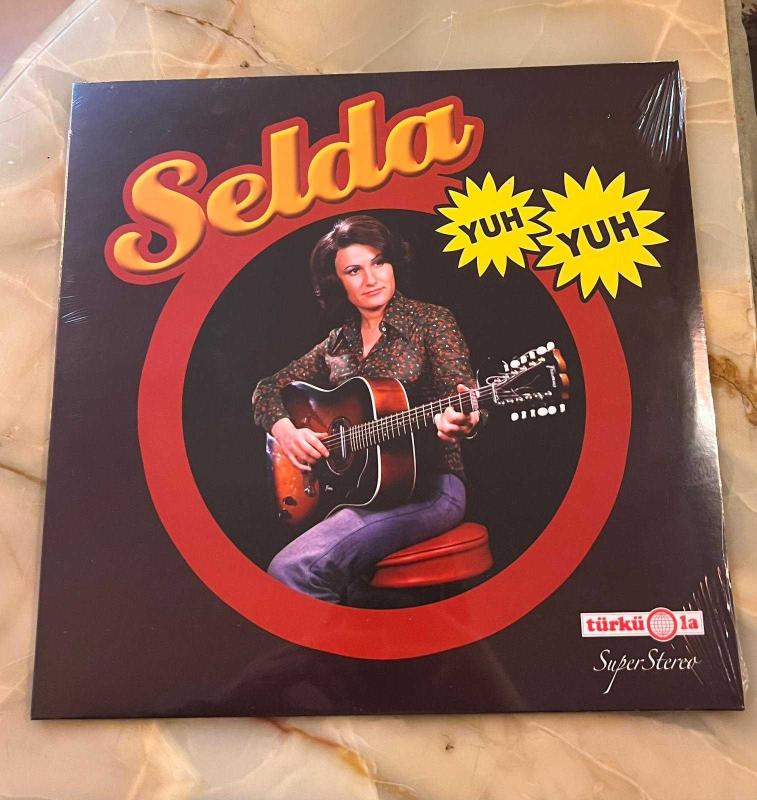 Selda
YUH YUH
türkü la
SuperStereo